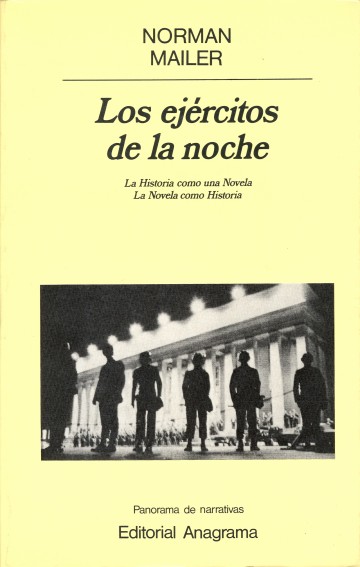 NORMAN
MAILER
Los ejércitos
de la noche
La Historia como una Novela
La Novela como Historia
Panorama de narrativas
Editorial Anagrama